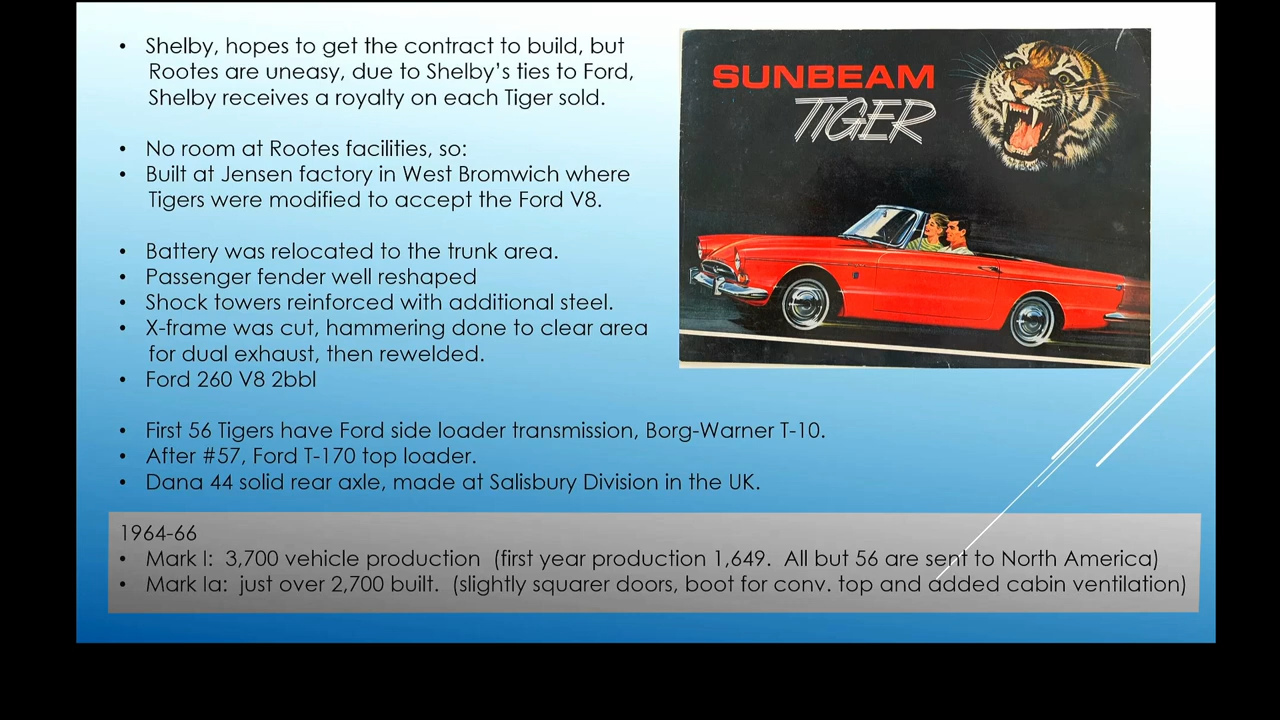 • Shelby, hopes to get the contract to build, but
Rootes are uneasy, due to Shelby's ties to Ford,
Shelby receives a royalty on each Tiger sold.
• No room at Rootes facilities, so:
• Built at Jensen factory in West Bromwich where
Tigers were modified to accept the Ford V8.
• Battery was relocated to the trunk area.
• Passenger fender well reshaped
• Shock towers reinforced with additional steel.
• X-frame was cut, hammering done to clear area
for dual exhaust, then rewelded.
• Ford 260 V8 2bbl
• First 56 Tigers have Ford side loader transmission, Borg-Warner T-10.
• After #57, Ford T-170 top loader.
• Dana 44 solid rear axle, made at Salisbury Division in the UK.
1964-66
• Mark I: 3,700 vehicle production (first year production 1,649. All but 56 are sent to North America)
• Mark Ia: just over 2,700 built. (slightly squarer doors, boot for conv. top and added cabin ventilation)
SUNBEAM
TIGER